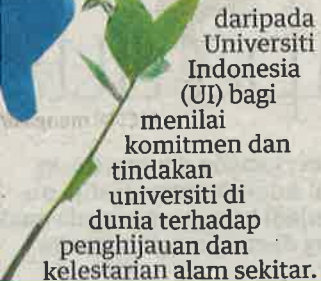 daripada
Universiti
Indonesia
(UI) bagi
menilai
komitmen dan
tindakan
universiti di
dunia terhadap
penghijauan dan
kelestarian alam sekitar.